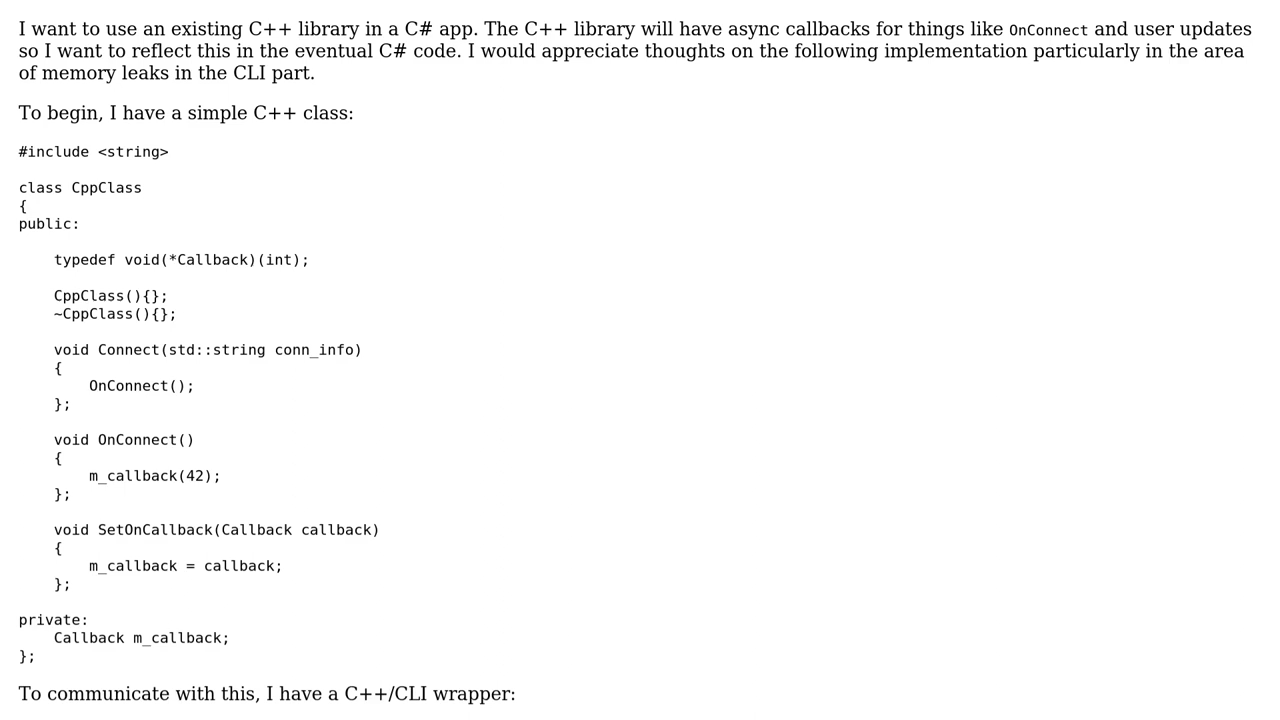 I want to use an existing C++ library in a C# app. The C++ library will have async callbacks for things like OnConnect and user updates
so I want to reflect this in the eventual C# code. I would appreciate thoughts on the following implementation particularly in the area
of memory leaks in the CLI part.
To begin, I have a simple C++ class:
#include <string>
class CppClass
{
public:
    typedef void(*Callback)(int);
    CppClass(){};
    ~CppClass(){};
    void Connect(std::string conn_info)
    {
        OnConnect();
    };
    void OnConnect()
    {
        m_callback(42);
    };
    void SetOnCallback(Callback callback)
    {
        m_callback = callback;
    };
private:
    Callback m_callback;
};
To communicate with this, I have a C++/CLI wrapper: